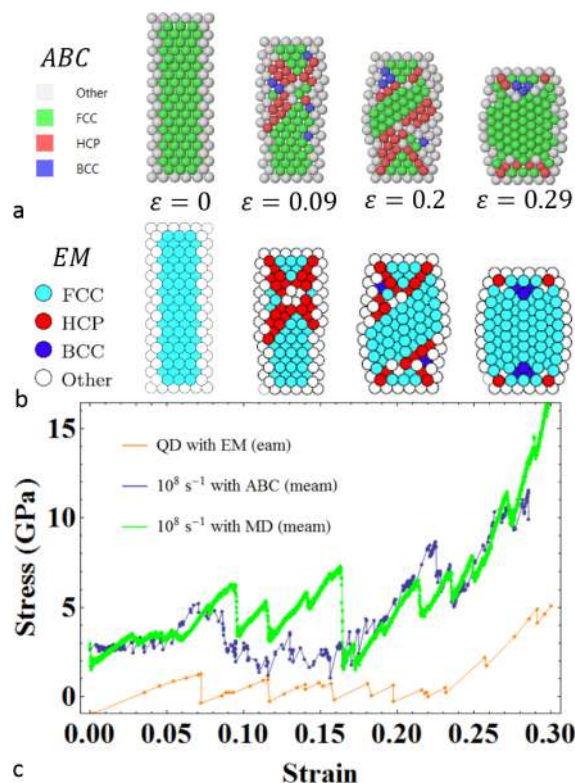 ABC
Other
FCC
HCP
BCC
a
ε = 0
ε = 0.09
ε = 0.2
ε = 0.29
EM
FCC
HCP
BCC
Other
b
15
10
5
0
Stress (GPa)
QD with EM (eam)
10⁸ s⁻¹ with ABC (meam)
10⁸ s⁻¹ with MD (meam)
0.00 0.05 0.10 0.15 0.20 0.25 0.30
Strain
c